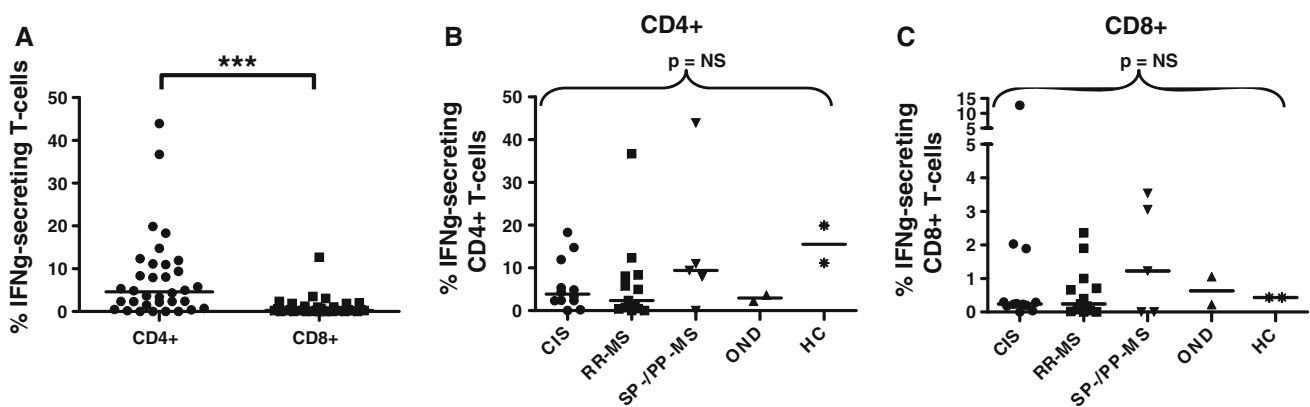 A
***
% IFNg-secreting T-cells
50
40
30
20
10
0
CD4+
CD8+
B
CD4+
p = NS
% IFNg-secreting
CD4+ T-cells
50
40
30
20
10
0
CIS
RR-MS
SP-/PP-MS
OND
HC
C
CD8+
p = NS
% IFNg-secreting
CD8+ T-cells
15
10
5
5
4
3
2
1
0
CIS
RR-MS
SP-/PP-MS
OND
HC